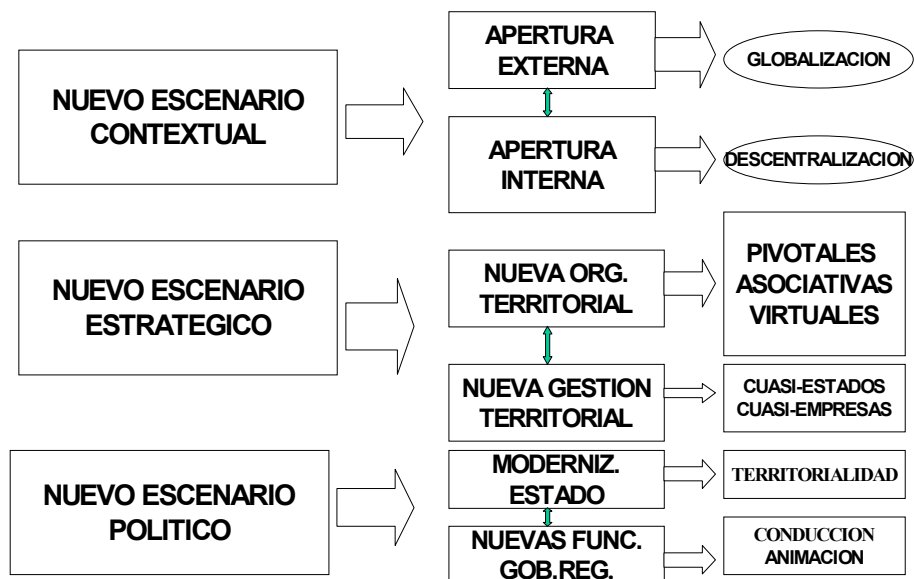 NUEVO ESCENARIO
CONTEXTUAL
APERTURA
EXTERNA
GLOBALIZACION
APERTURA
INTERNA
DESCENTRALIZACION
NUEVO ESCENARIO
ESTRATEGICO
NUEVA ORG.
TERRITORIAL
PIVOTALES
ASOCIATIVAS
VIRTUALES
NUEVA GESTION
TERRITORIAL
CUASI-ESTADOS
CUASI-EMPRESAS
NUEVO ESCENARIO
POLITICO
MODERNIZ.
ESTADO
TERRITORIALIDAD
NUEVAS FUNC.
GOB.REG.
CONDUCCION
ANIMACION